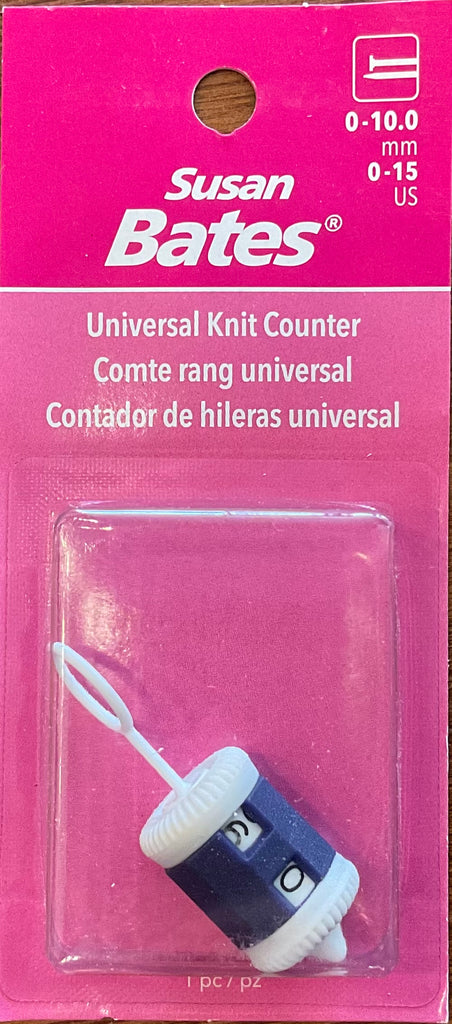 0-10.0
mm
0-15
US
Susan
Bates®
Universal Knit Counter
Comte rang universal
Contador de hileras universal
0
1 pc / pz